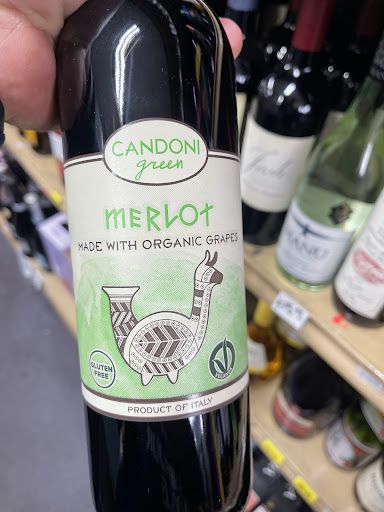 CANDONI
green
MERLOt
MADE WITH ORGANIC GRAPES
GLUTEN
FREE
PRODUCT OF ITALY